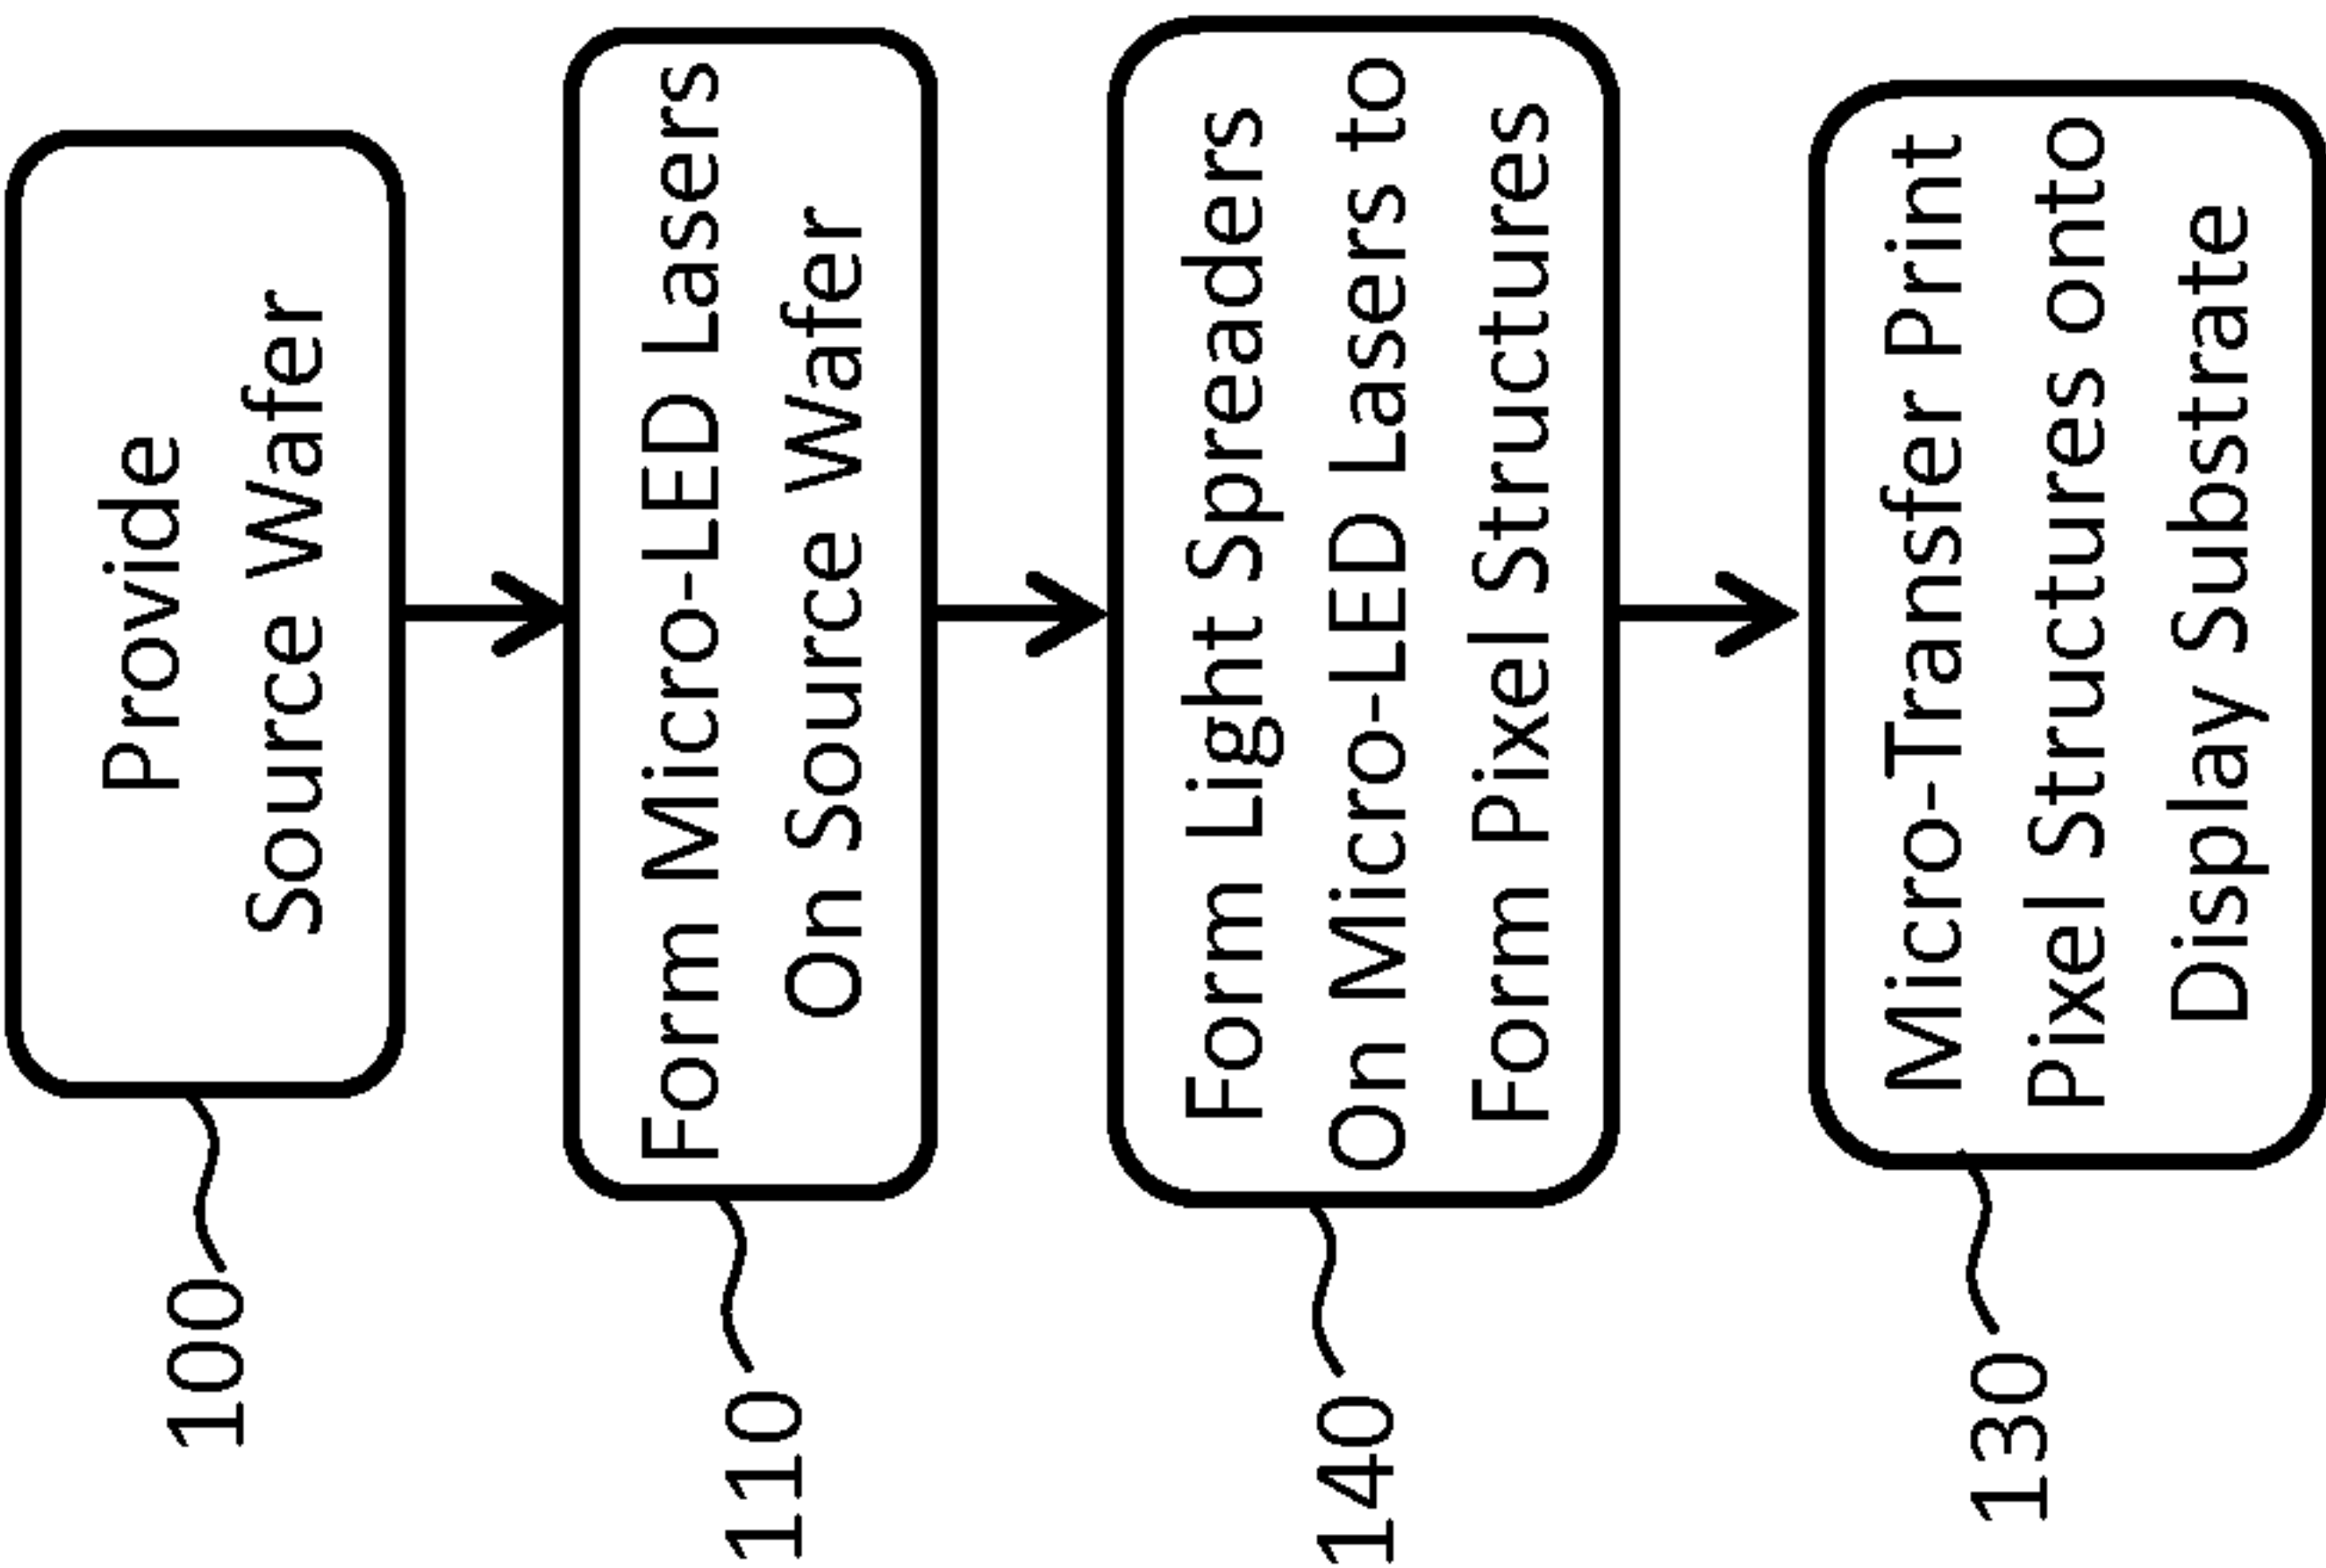 100
Provide
Source Wafer
110
Form Micro-LED Lasers
On Source Wafer
140
Form Light Spreaders
On Micro-LED Lasers to
Form Pixel Structures
130
Micro-Transfer Print
Pixel Structures onto
Display Substrate